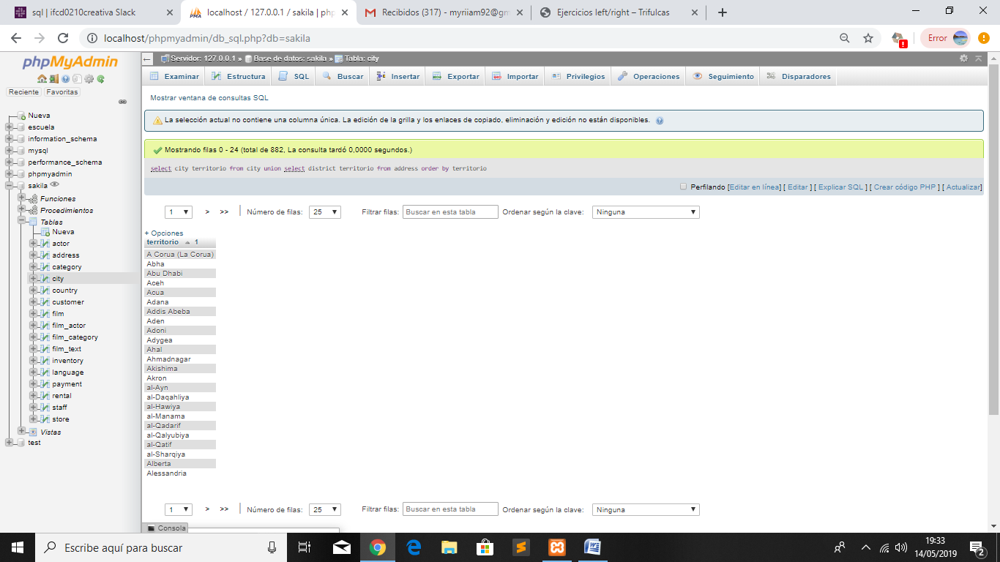 sql | ifcd0210creativa Slack
localhost / 127.0.0.1 / sakila | php
Recibidos (317) - myriiam92@gm
Ejercicios left/right – Trifulcas
localhost/phpmyadmin/db_sql.php?db=sakila
Error
phpMyAdmin
Reciente
Favoritas
Nueva
escuela
information_schema
mysql
performance_schema
phpmyadmin
sakila
Funciones
Procedimientos
Tablas
Nueva
actor
address
category
city
country
customer
film
film_actor
film_category
film_text
inventory
language
payment
rental
staff
store
Vistas
test
Servidor: 127.0.0.1 » Base de datos: sakila » Tabla: city
Examinar
Estructura
SQL
Buscar
Insertar
Exportar
Importar
Privilegios
Operaciones
Seguimiento
Disparadores
Mostrar ventana de consultas SQL
La selección actual no contiene una columna única. La edición de la grilla y los enlaces de copiado, eliminación y edición no están disponibles.
Mostrando filas 0 - 24 (total de 882, La consulta tardó 0,0000 segundos.)
select city territorio from city union select district territorio from address order by territorio
Perfilando [Editar en línea] [ Editar ] [ Explicar SQL ] [ Crear código PHP ] [ Actualizar]
1 > >> Número de filas: 25 Filtrar filas: Buscar en esta tabla Ordenar según la clave: Ninguna
+ Opciones
territorio 1
A Corua (La Corua)
Abha
Abu Dhabi
Aceh
Acua
Adana
Addis Abeba
Aden
Adoni
Adygea
Ahal
Ahmadnagar
Akishima
Akron
al-Ayn
al-Daqahliya
al-Hawiya
al-Manama
al-Qadarif
al-Qalyubiya
al-Qatif
al-Sharqiya
Alberta
Alessandria
1 > >> Número de filas: 25 Filtrar filas: Buscar en esta tabla Ordenar según la clave: Ninguna
Consola
Escribe aquí para buscar
19:33
14/05/2019
2